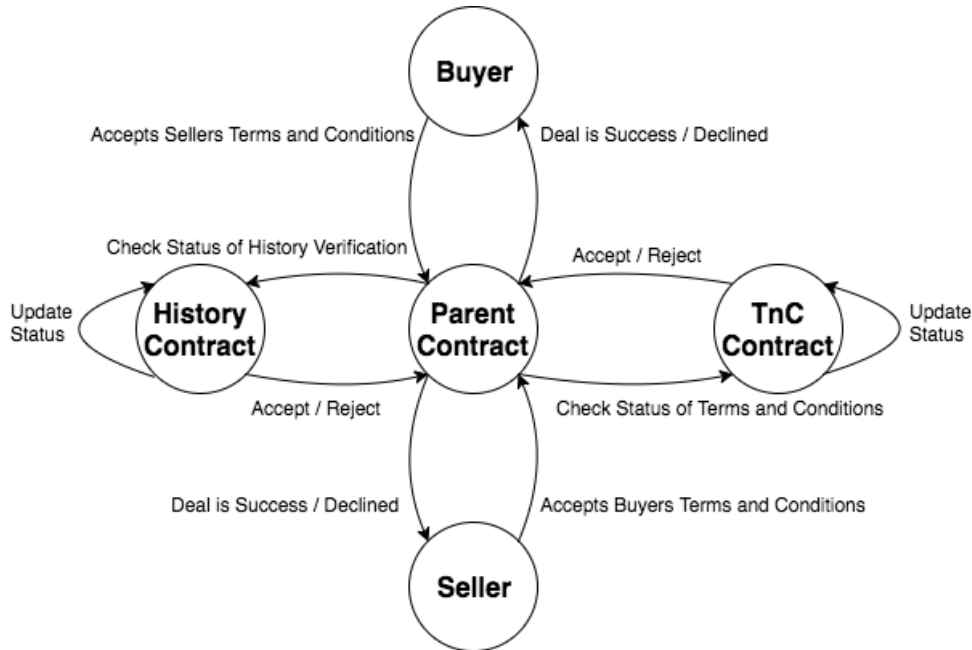 Buyer
Accepts Sellers Terms and Conditions
Deal is Success / Declined
Check Status of History Verification
Accept / Reject
Update
Status
History
Contract
Parent
Contract
TnC
Contract
Update
Status
Accept / Reject
Check Status of Terms and Conditions
Deal is Success / Declined
Accepts Buyers Terms and Conditions
Seller